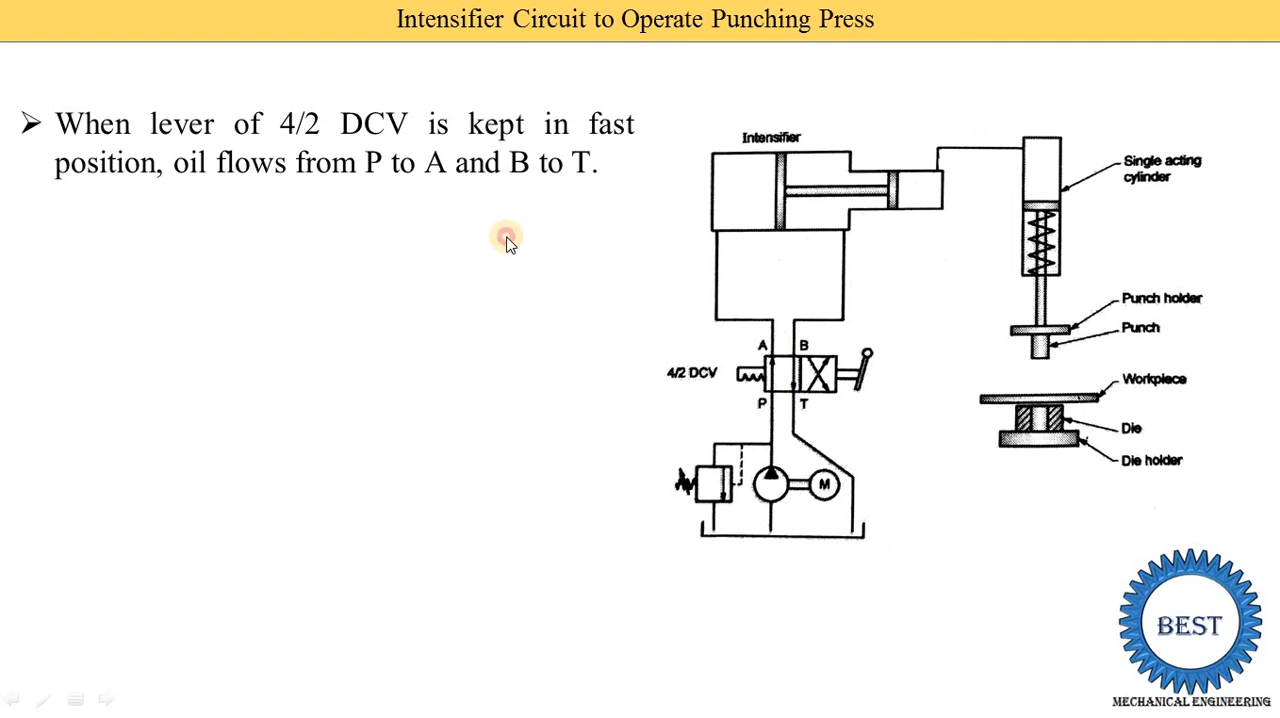 Intensifier Circuit to Operate Punching Press
➤ When lever of 4/2 DCV is kept in fast
position, oil flows from P to A and B to T.
Intensifier
Single acting
cylinder
Punch holder
Punch
A B
4/2 DCV
Workpiece
P T
Die
Die holder
M
BEST
MECHANICAL ENGINEERING